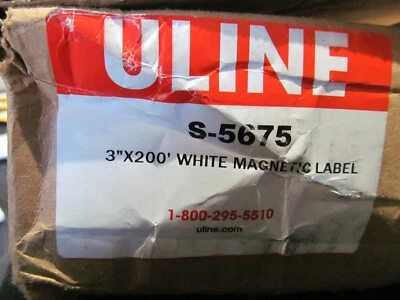 ULINE
S-5675
3"X200' WHITE MAGNETIC LABEL
1-800-295-5510
uline.com